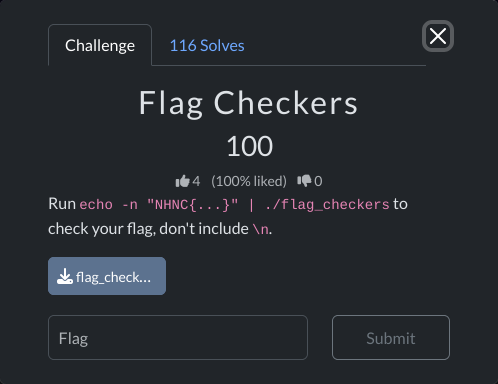 Challenge
116 Solves
Flag Checkers
100
4 (100% liked) 0
Run echo -n "NHNC{...}" | ./flag_checkers to
check your flag, don't include \n.
flag_check...
Flag
Submit